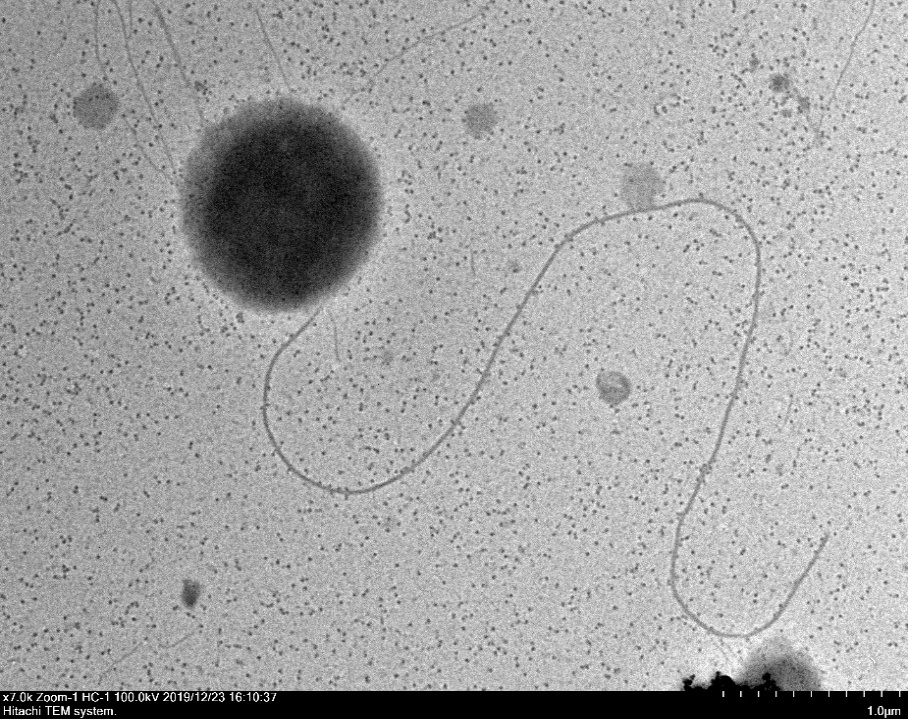 x7.0k Zoom-1 HC-1 100.0kV 2019/12/23 16:10:37
Hitachi TEM system.
1.0µm